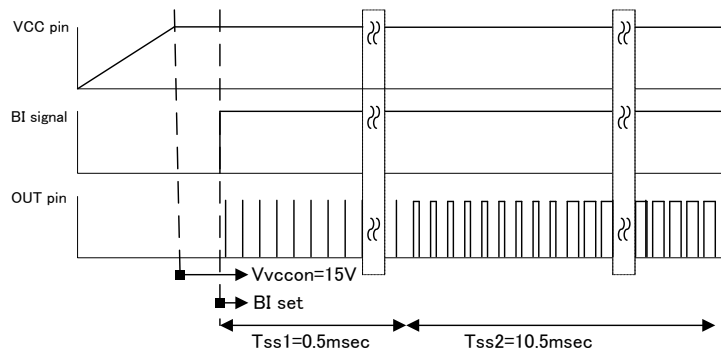 VCC pin
BI signal
OUT pin
Vvccon=15V
BI set
Tss1=0.5msec
Tss2=10.5msec